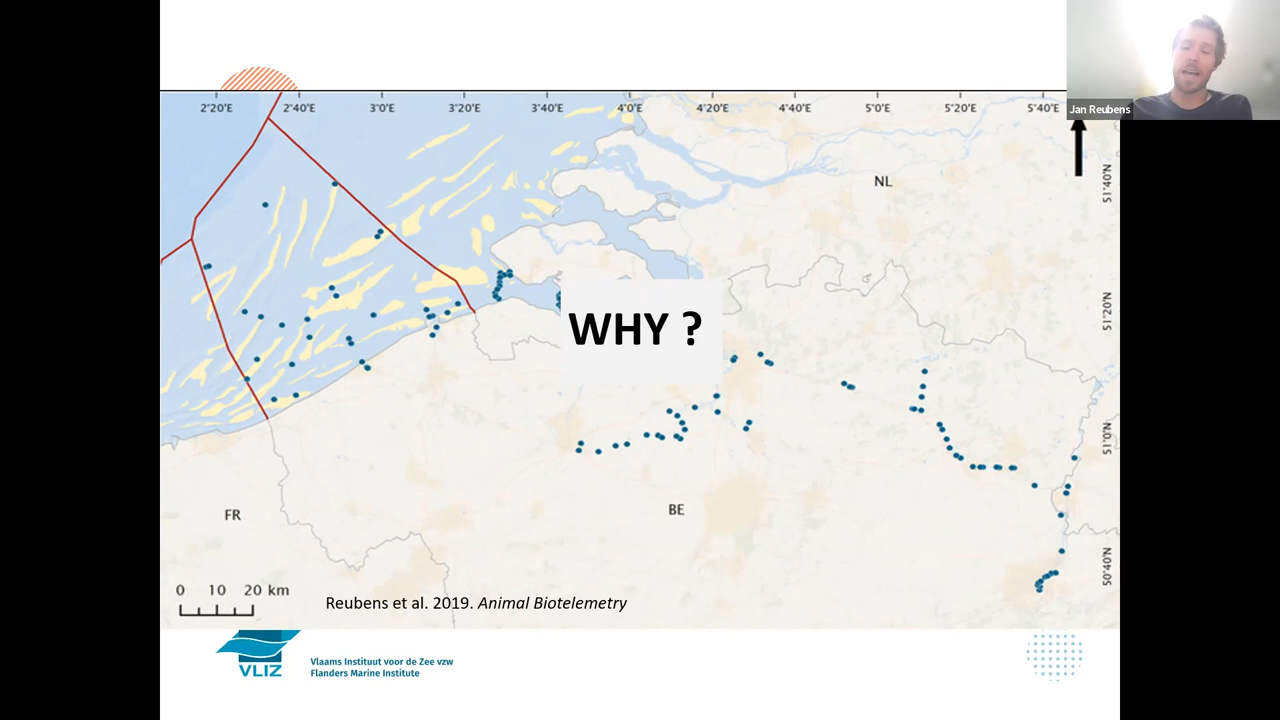 Jan Reubens
2°20'E 2°40'E 3°0'E 3°20'E 3°40'E 4°0'E 4°20'E 4°40'E 5°0'E 5°20'E 5°40'E
51°40'N
NL
51°20'N
WHY ?
51°0'N
FR
BE
50°40'N
0 10 20 km
Reubens et al. 2019. Animal Biotelemetry
VLIZ
Vlaams Instituut voor de Zee vzw
Flanders Marine Institute